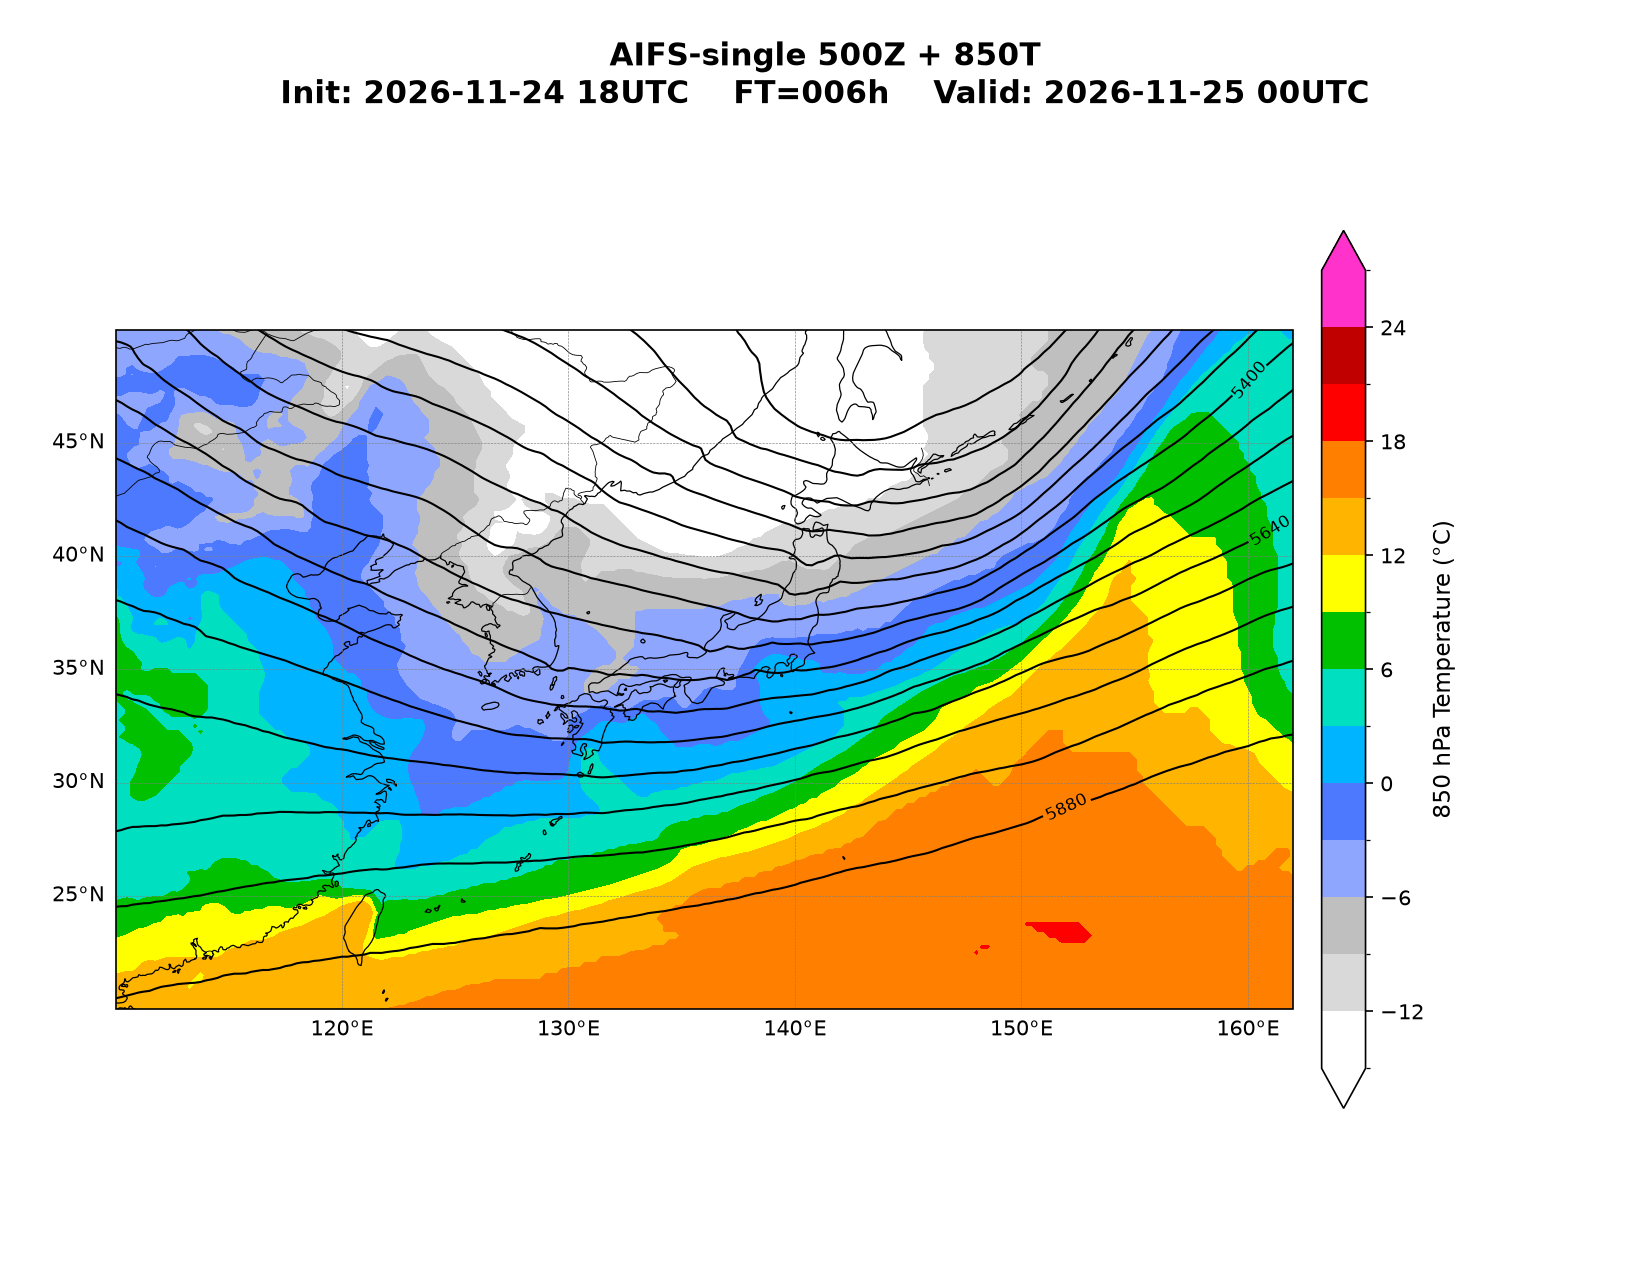 AIFS-single 500Z + 850T
Init: 2026-11-24 18UTC    FT=006h    Valid: 2026-11-25 00UTC
5400
5640
5880
45°N
40°N
35°N
30°N
25°N
120°E
130°E
140°E
150°E
160°E
24
18
12
6
0
−6
−12
850 hPa Temperature (°C)